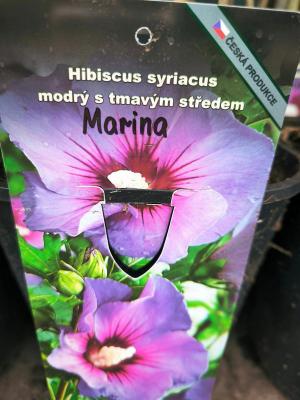 ČESKÁ PRODUKCE
Hibiscus syriacus
modrý s tmavým středem
Marina